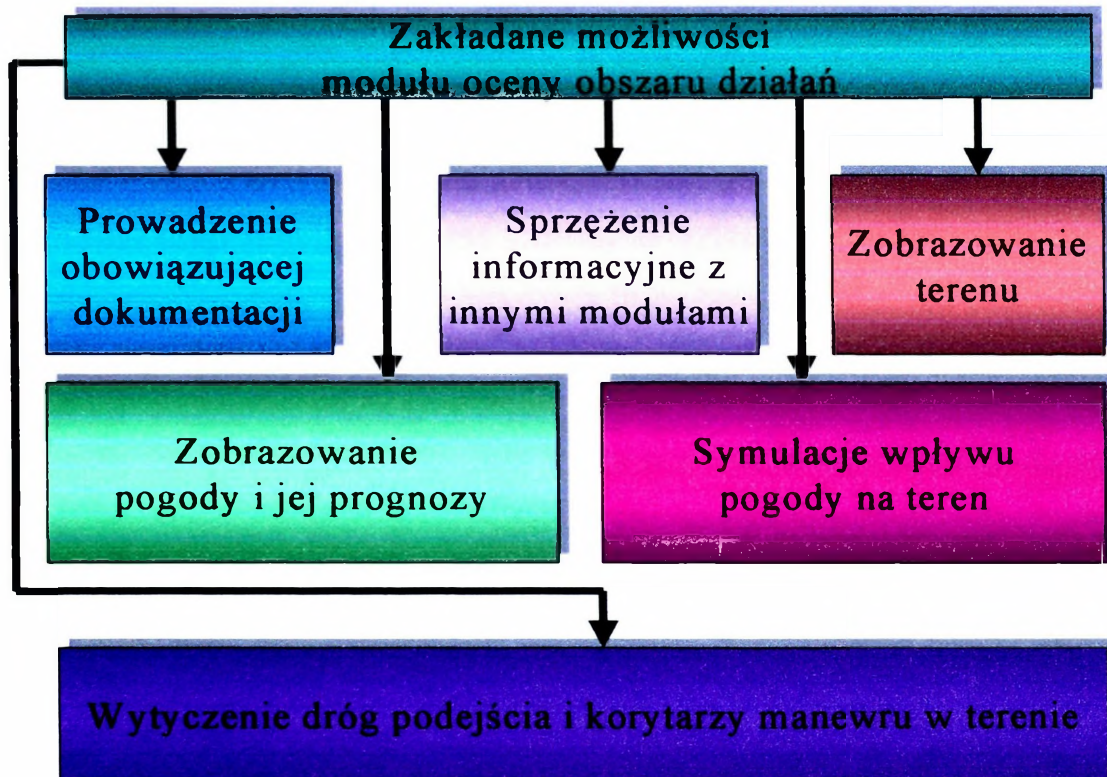 Zakładane możliwości
modułu oceny obszaru działań
Prowadzenie
obowiązującej
dokumentacji
Sprzężenie
informacyjne z
innymi modułami
Zobrazowanie
terenu
Zobrazowanie
pogody i jej prognozy
Symulacje wpływu
pogody na teren
Wytyczenie dróg podejścia i korytarzy manewru w terenie